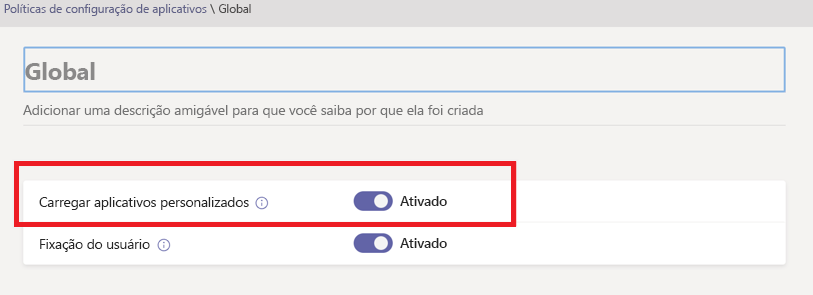 Políticas de configuração de aplicativos \ Global
Global
Adicionar uma descrição amigável para que você saiba por que ela foi criada
Carregar aplicativos personalizados Ativado
Fixação do usuário Ativado